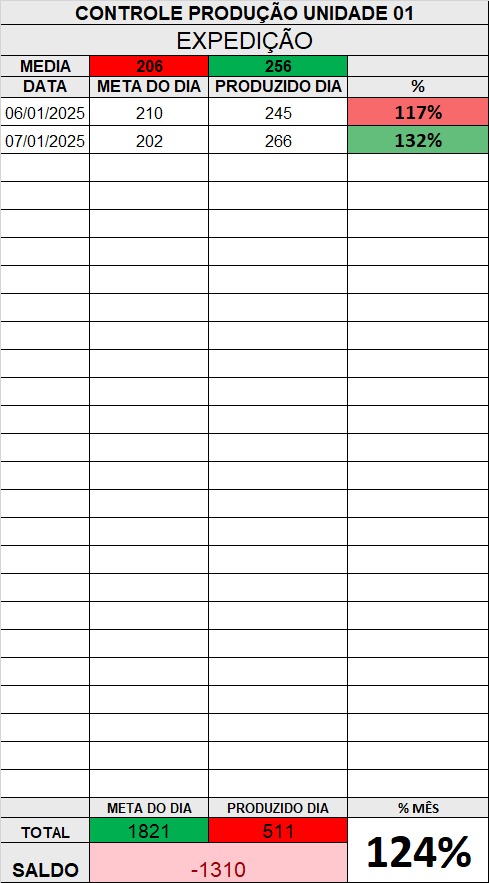 CONTROLE PRODUÇÃO UNIDADE 01
EXPEDIÇÃO
MEDIA 206 256
DATA META DO DIA PRODUZIDO DIA %
06/01/2025 210 245 117%
07/01/2025 202 266 132%
META DO DIA PRODUZIDO DIA % MÊS
TOTAL 1821 511
124%
SALDO -1310